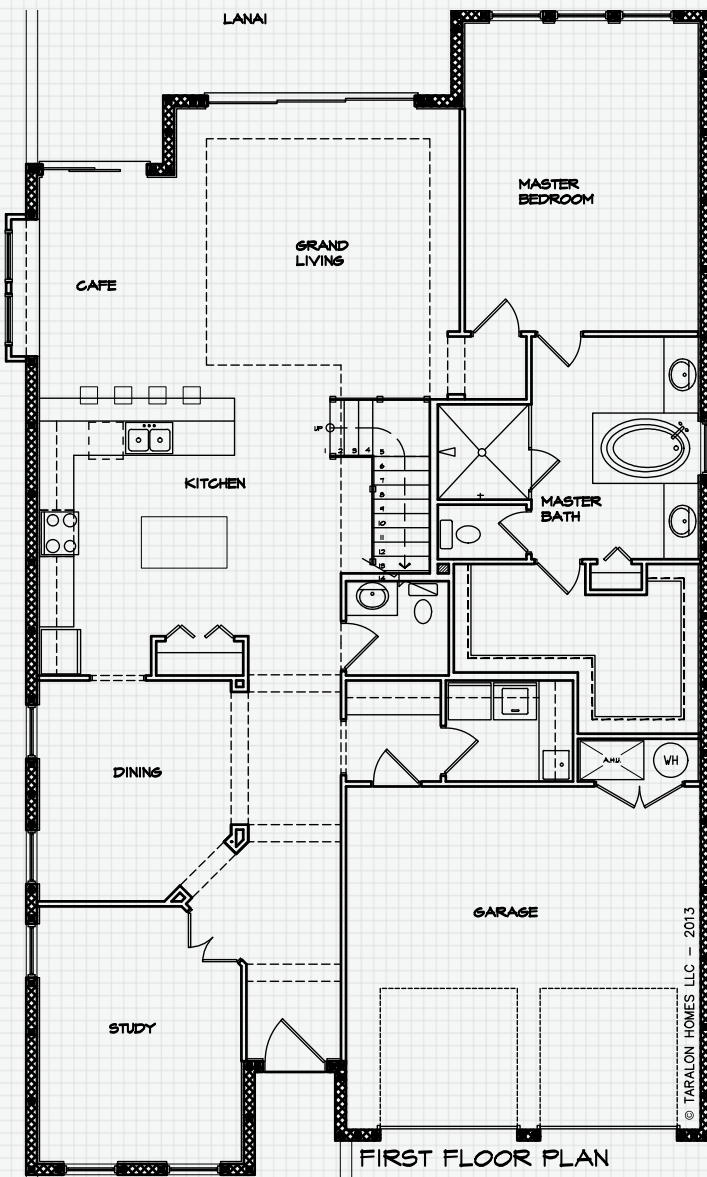 LANAI
MASTER
BEDROOM
GRAND
LIVING
CAFE
UP
1 2 3 4 5
6
7
8
9
10
11
12
13
14
KITCHEN
MASTER
BATH
DINING
A.H.U.
WH
GARAGE
STUDY
© TARALON HOMES LLC - 2013
FIRST FLOOR PLAN